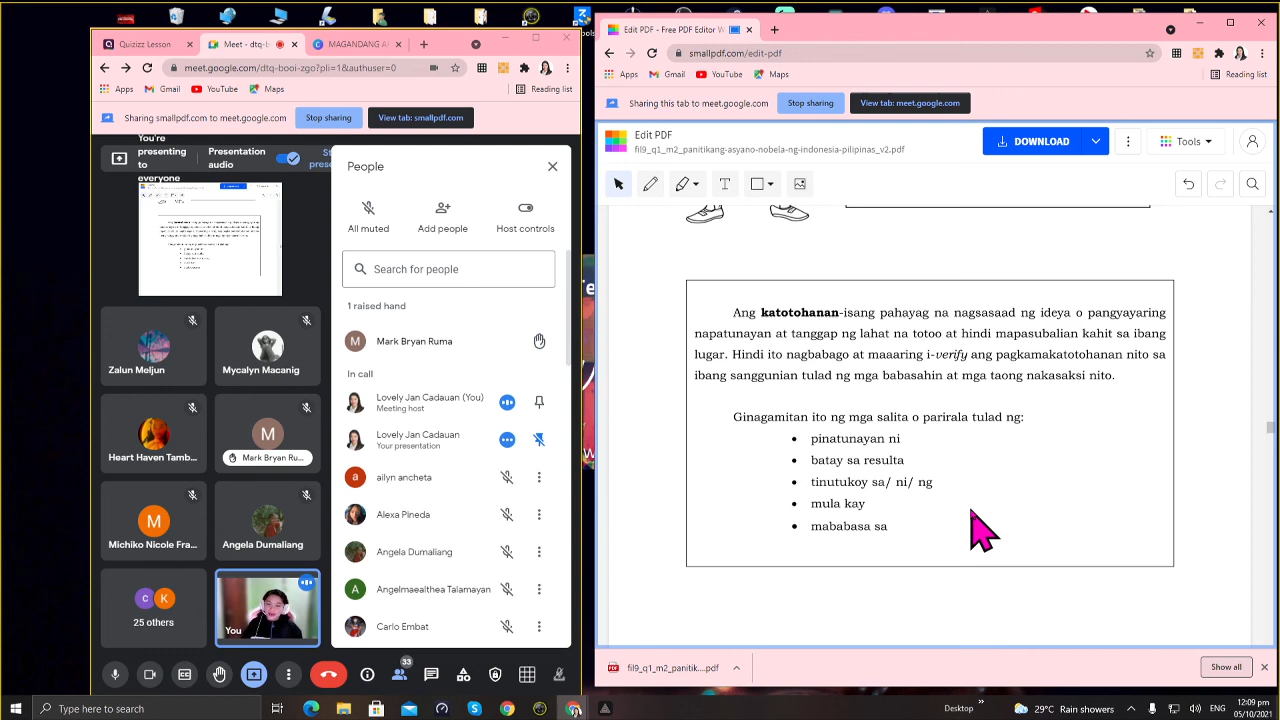 Quizizz Lesson
Meet - dtq-b
MAGANDANG A
meet.google.com/dtq-booi-zgo?pli=1&authuser=0
Apps
Gmail
YouTube
Maps
Reading list
Sharing smallpdf.com to meet.google.com
Stop sharing
View tab: smallpdf.com
You're
presenting
to
everyone
Presentation
audio
People
All muted
Add people
Host controls
Search for people
1 raised hand
M
Mark Bryan Ruma
In call
Lovely Jan Cadauan (You)
Meeting host
Lovely Jan Cadauan
Your presentation
a
ailyn ancheta
Alexa Pineda
Angela Dumaliang
A
Angelmaealthea Talamayan
Carlo Embat
Zalun Meljun
Mycalyn Macanig
Heart Haven Tamb...
M
Mark Bryan Ru...
M
Michiko Nicole Fra...
Angela Dumaliang
c K
25 others
You
33
Edit PDF - Free PDF Editor W
smallpdf.com/edit-pdf
Apps
Gmail
YouTube
Maps
Reading list
Sharing this tab to meet.google.com
Stop sharing
View tab: meet.google.com
Edit PDF
fil9_q1_m2_panitikang-asyano-nobela-ng-indonesia-pilipinas_v2.pdf
DOWNLOAD
Tools
Ang katotohanan-isang pahayag na nagsasaad ng ideya o pangyayaring
napatunayan at tanggap ng lahat na totoo at hindi mapasubalian kahit sa ibang
lugar. Hindi ito nagbabago at maaaring i-verify ang pagkamakatotohanan nito sa
ibang sanggunian tulad ng mga babasahin at mga taong nakasaksi nito.
Ginagamitan ito ng mga salita o parirala tulad ng:
• pinatunayan ni
• batay sa resulta
• tinutukoy sa/ ni/ ng
• mula kay
• mababasa sa
fil9_q1_m2_panitik....pdf
Show all
Type here to search
Desktop
29°C Rain showers
ENG
12:09 pm
05/10/2021